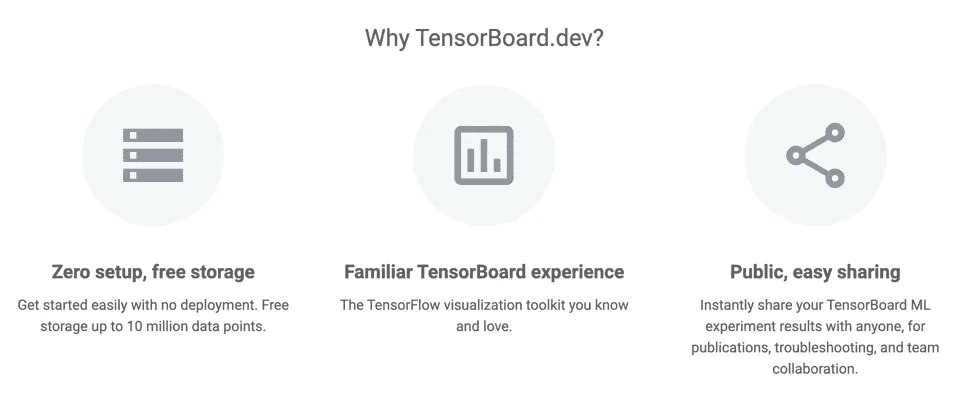 Why TensorBoard.dev?
Zero setup, free storage
Get started easily with no deployment. Free
storage up to 10 million data points.
Familiar TensorBoard experience
The TensorFlow visualization toolkit you know
and love.
Public, easy sharing
Instantly share your TensorBoard ML
experiment results with anyone, for
publications, troubleshooting, and team
collaboration.